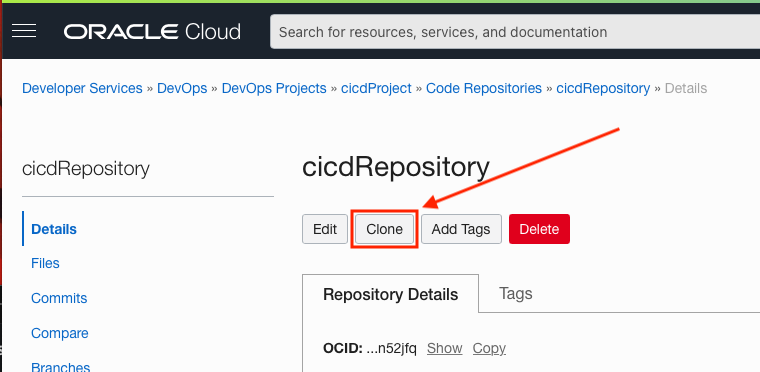 ORACLE Cloud
Search for resources, services, and documentation
Developer Services » DevOps » DevOps Projects » cicdProject » Code Repositories » cicdRepository » Details
cicdRepository
Details
Files
Commits
Compare
Branches
cicdRepository
Edit
Clone
Add Tags
Delete
Repository Details
Tags
OCID: ...n52jfq Show Copy